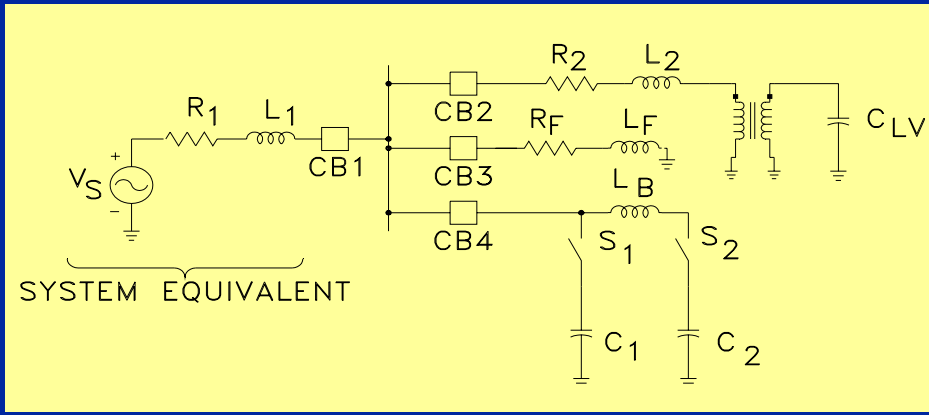 R1
L1
CB1
+
VS
−
SYSTEM EQUIVALENT
CB2
R2
L2
CLV
CB3
RF
LF
CB4
LB
S1
S2
C1
C2